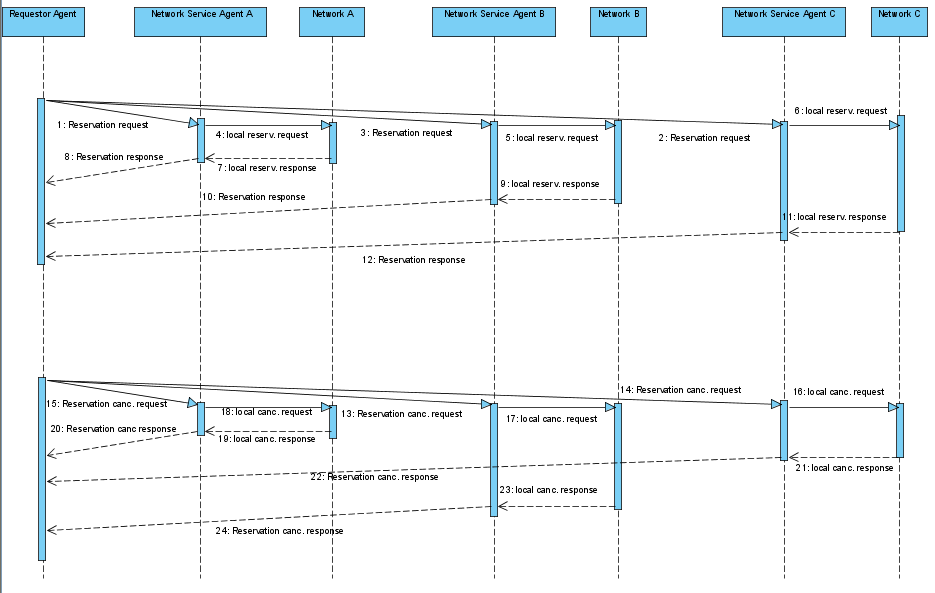 Requestor Agent
Network Service Agent A
Network A
Network Service Agent B
Network B
Network Service Agent C
Network C
6: local reserv. request
1: Reservation request
4: local reserv. request
3: Reservation request
5: local reserv. request
2: Reservation request
8: Reservation response
7: local reserv. response
9: local reserv. response
10: Reservation response
11: local reserv. response
12: Reservation response
14: Reservation canc. request
16: local canc. request
15: Reservation canc. request
18: local canc. request
13: Reservation canc. request
17: local canc. request
20: Reservation canc response
19: local canc. response
21: local canc. response
22: Reservation canc. response
23: local canc. response
24: Reservation canc. response